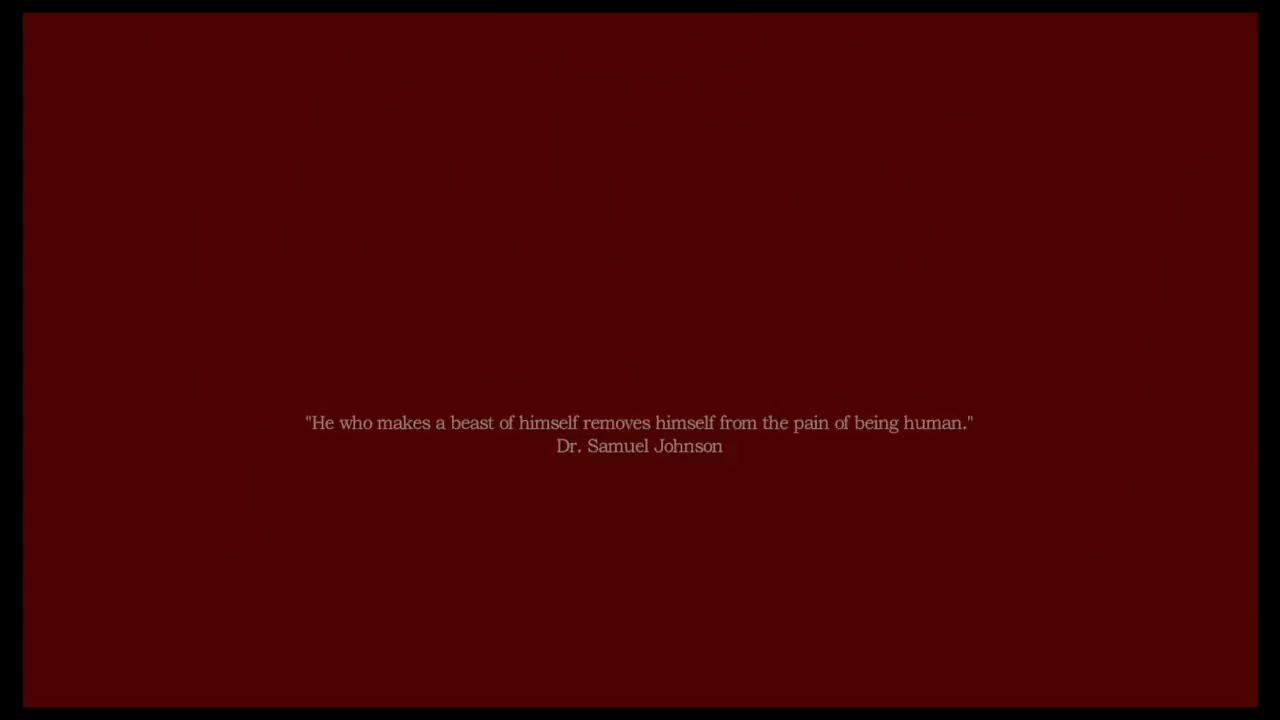 "He who makes a beast of himself removes himself from the pain of being human."
Dr. Samuel Johnson